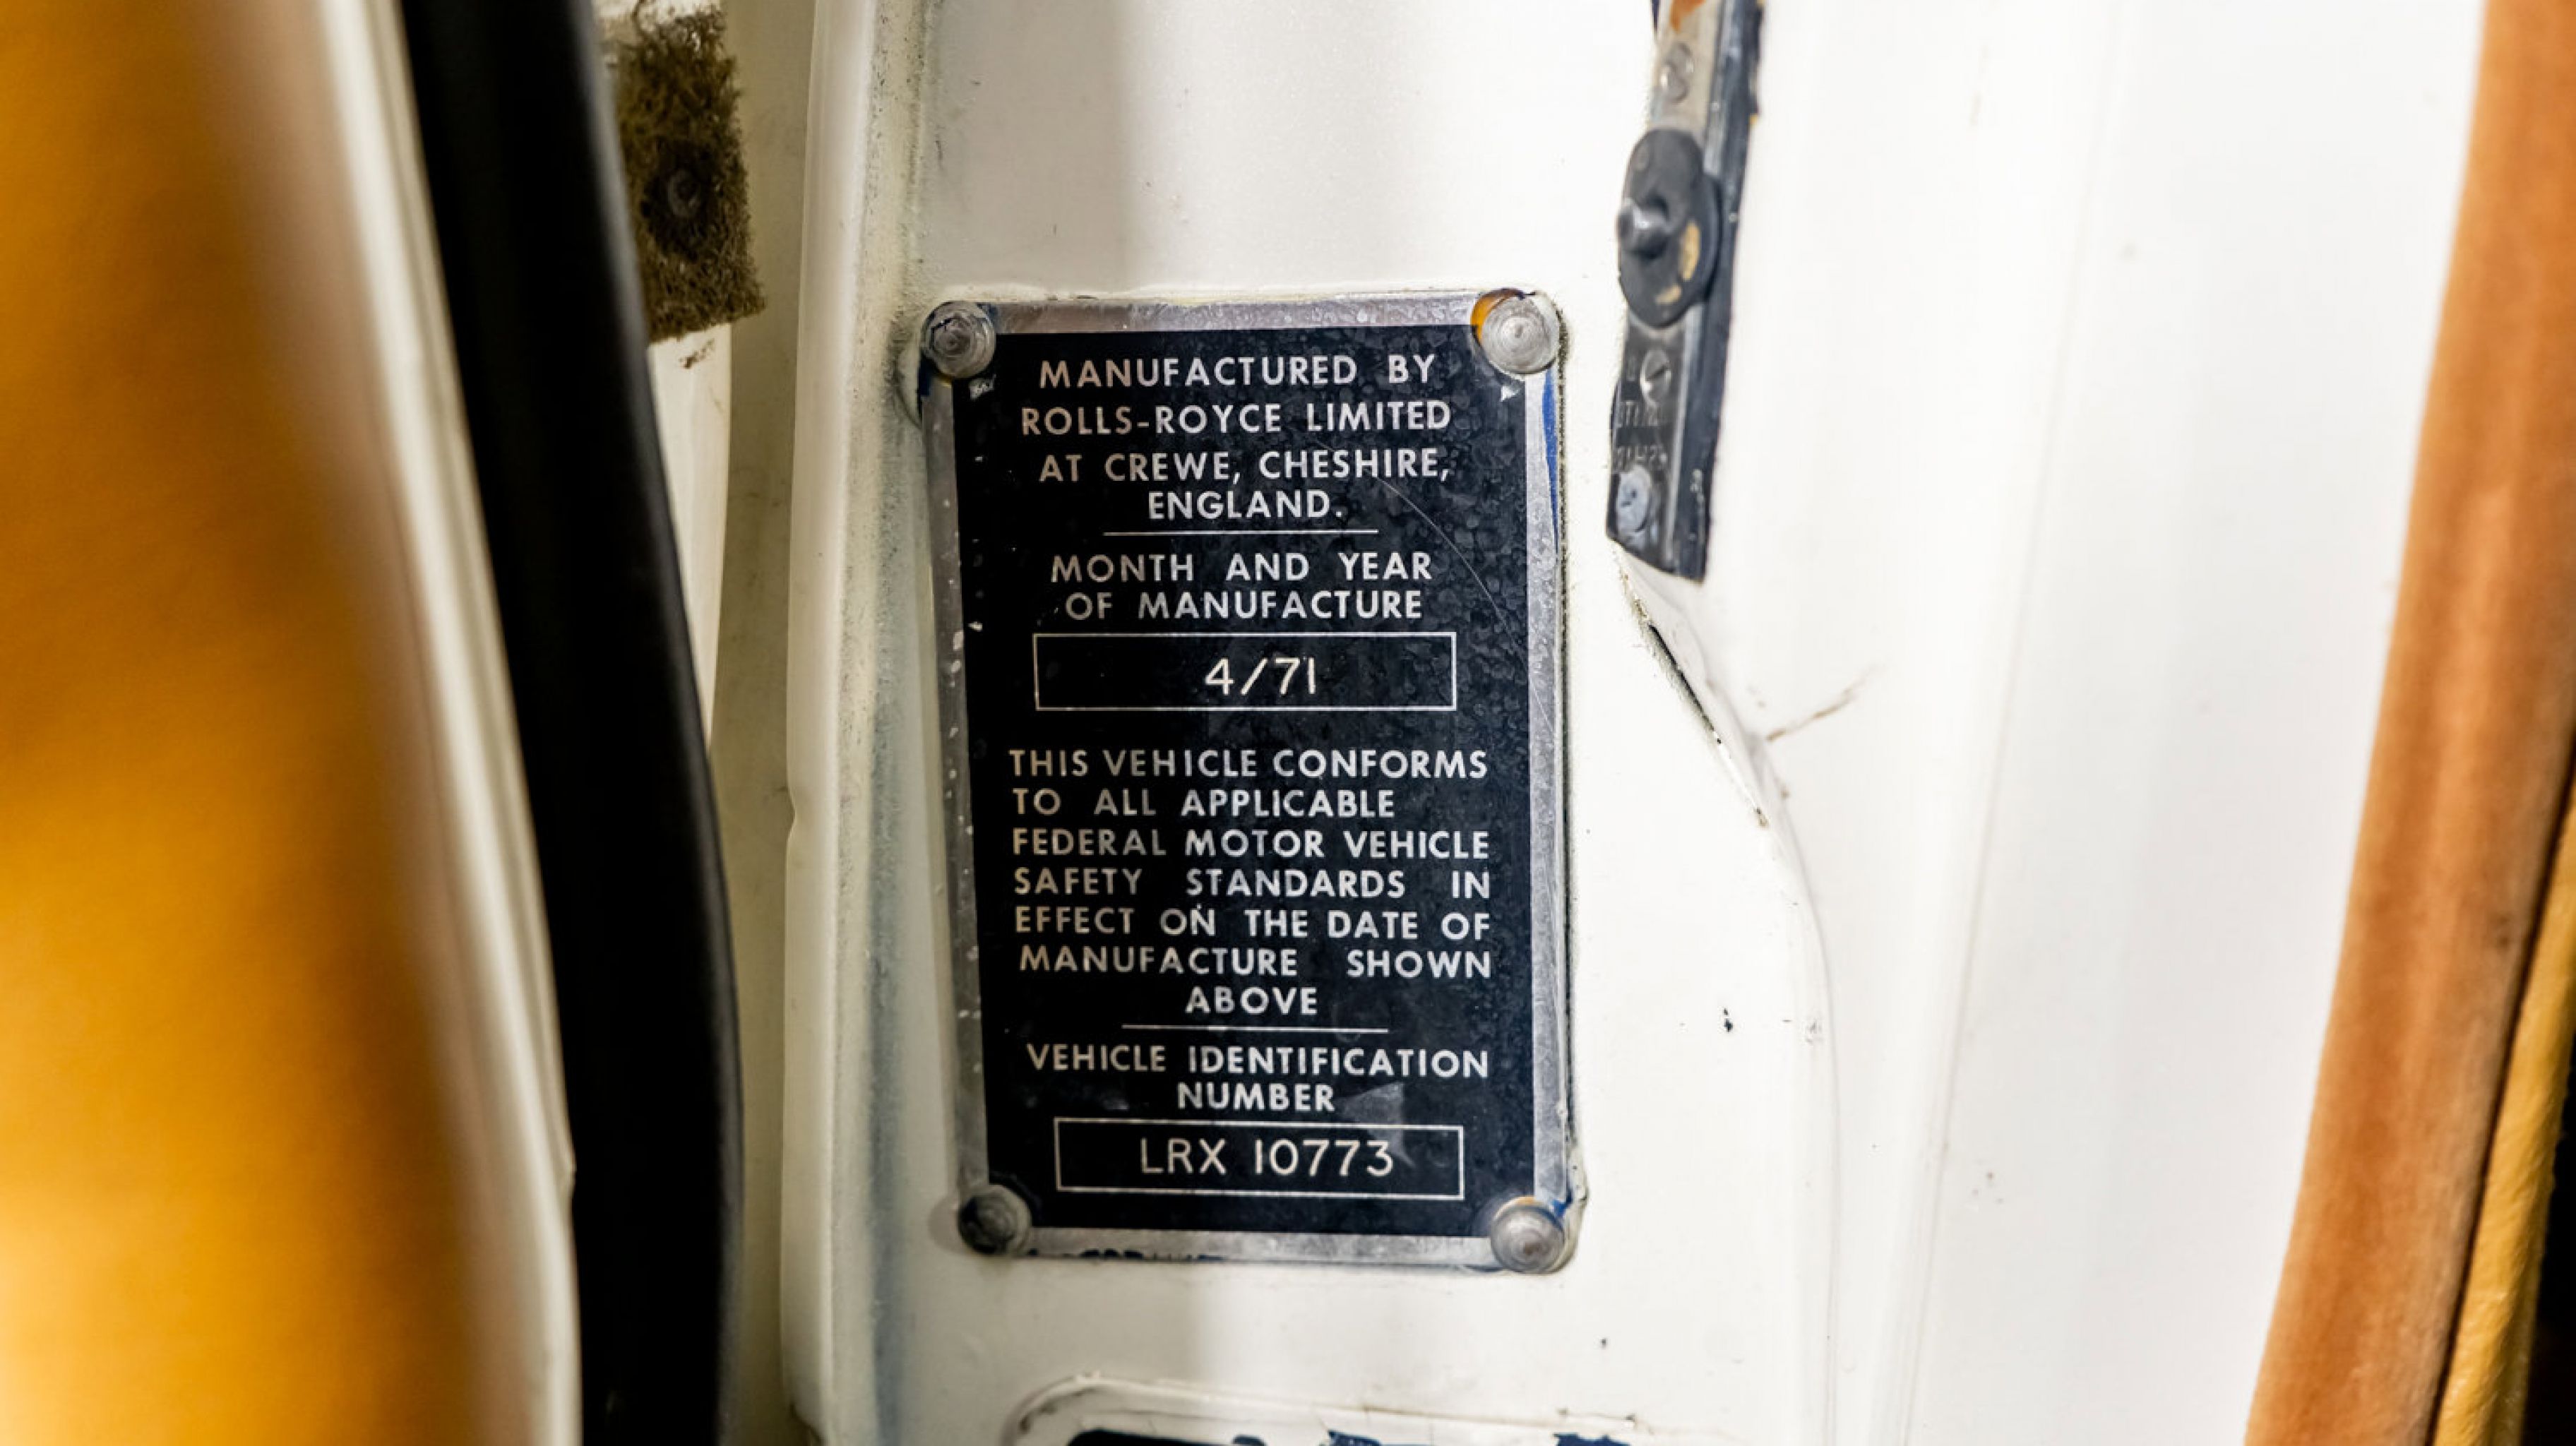 MANUFACTURED BY
ROLLS-ROYCE LIMITED
AT CREWE, CHESHIRE,
ENGLAND.
MONTH AND YEAR
OF MANUFACTURE
4/71
THIS VEHICLE CONFORMS
TO ALL APPLICABLE
FEDERAL MOTOR VEHICLE
SAFETY STANDARDS IN
EFFECT ON THE DATE OF
MANUFACTURE SHOWN
ABOVE
VEHICLE IDENTIFICATION
NUMBER
LRX 10773